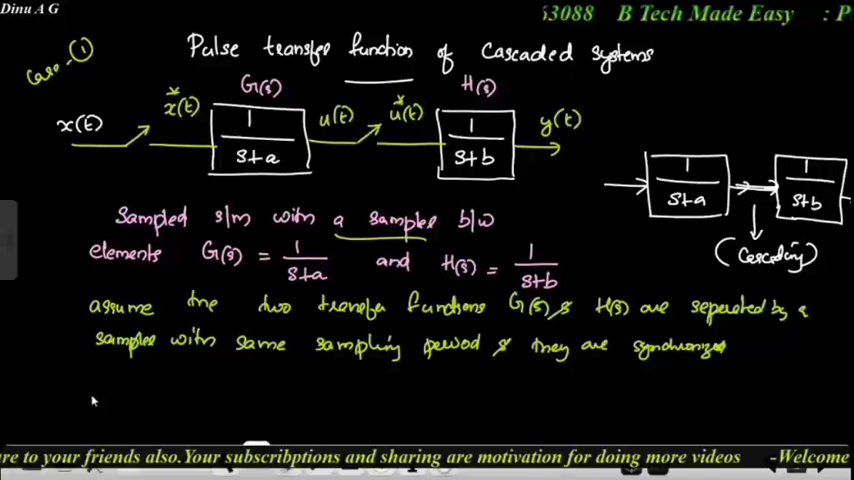 Dinu A G
53088 B Tech Made Easy : P
Case-①
Pulse transfer function of Cascaded systems
G(s)
H(s)
x(t)
x*(t)
1
s+a
u(t)
u*(t)
1
s+b
y(t)
1
s+a
1
s+b
(Cascading)
Sampled s/m with a sampler b/w
elements G(s) = 1/s+a and H(s) = 1/s+b
assume the two transfer functions G(s) & H(s) are seperated by a
sampler with same sampling period & they are synchronized
re to your friends also.Your subscribptions and sharing are motivation for doing more videos -Welcome